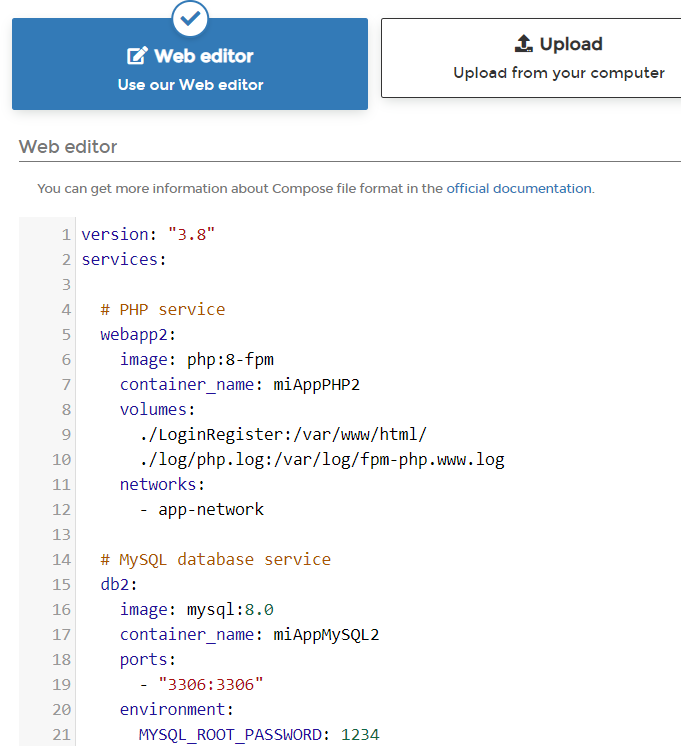 Web editor
Use our Web editor
Upload
Upload from your computer
Web editor
You can get more information about Compose file format in the official documentation.
1 version: "3.8"
2 services:
3
4   # PHP service
5   webapp2:
6     image: php:8-fpm
7     container_name: miAppPHP2
8     volumes:
9       ./LoginRegister:/var/www/html/
10       ./log/php.log:/var/log/fpm-php.www.log
11     networks:
12       - app-network
13
14   # MySQL database service
15   db2:
16     image: mysql:8.0
17     container_name: miAppMySQL2
18     ports:
19       - "3306:3306"
20     environment:
21       MYSQL_ROOT_PASSWORD: 1234